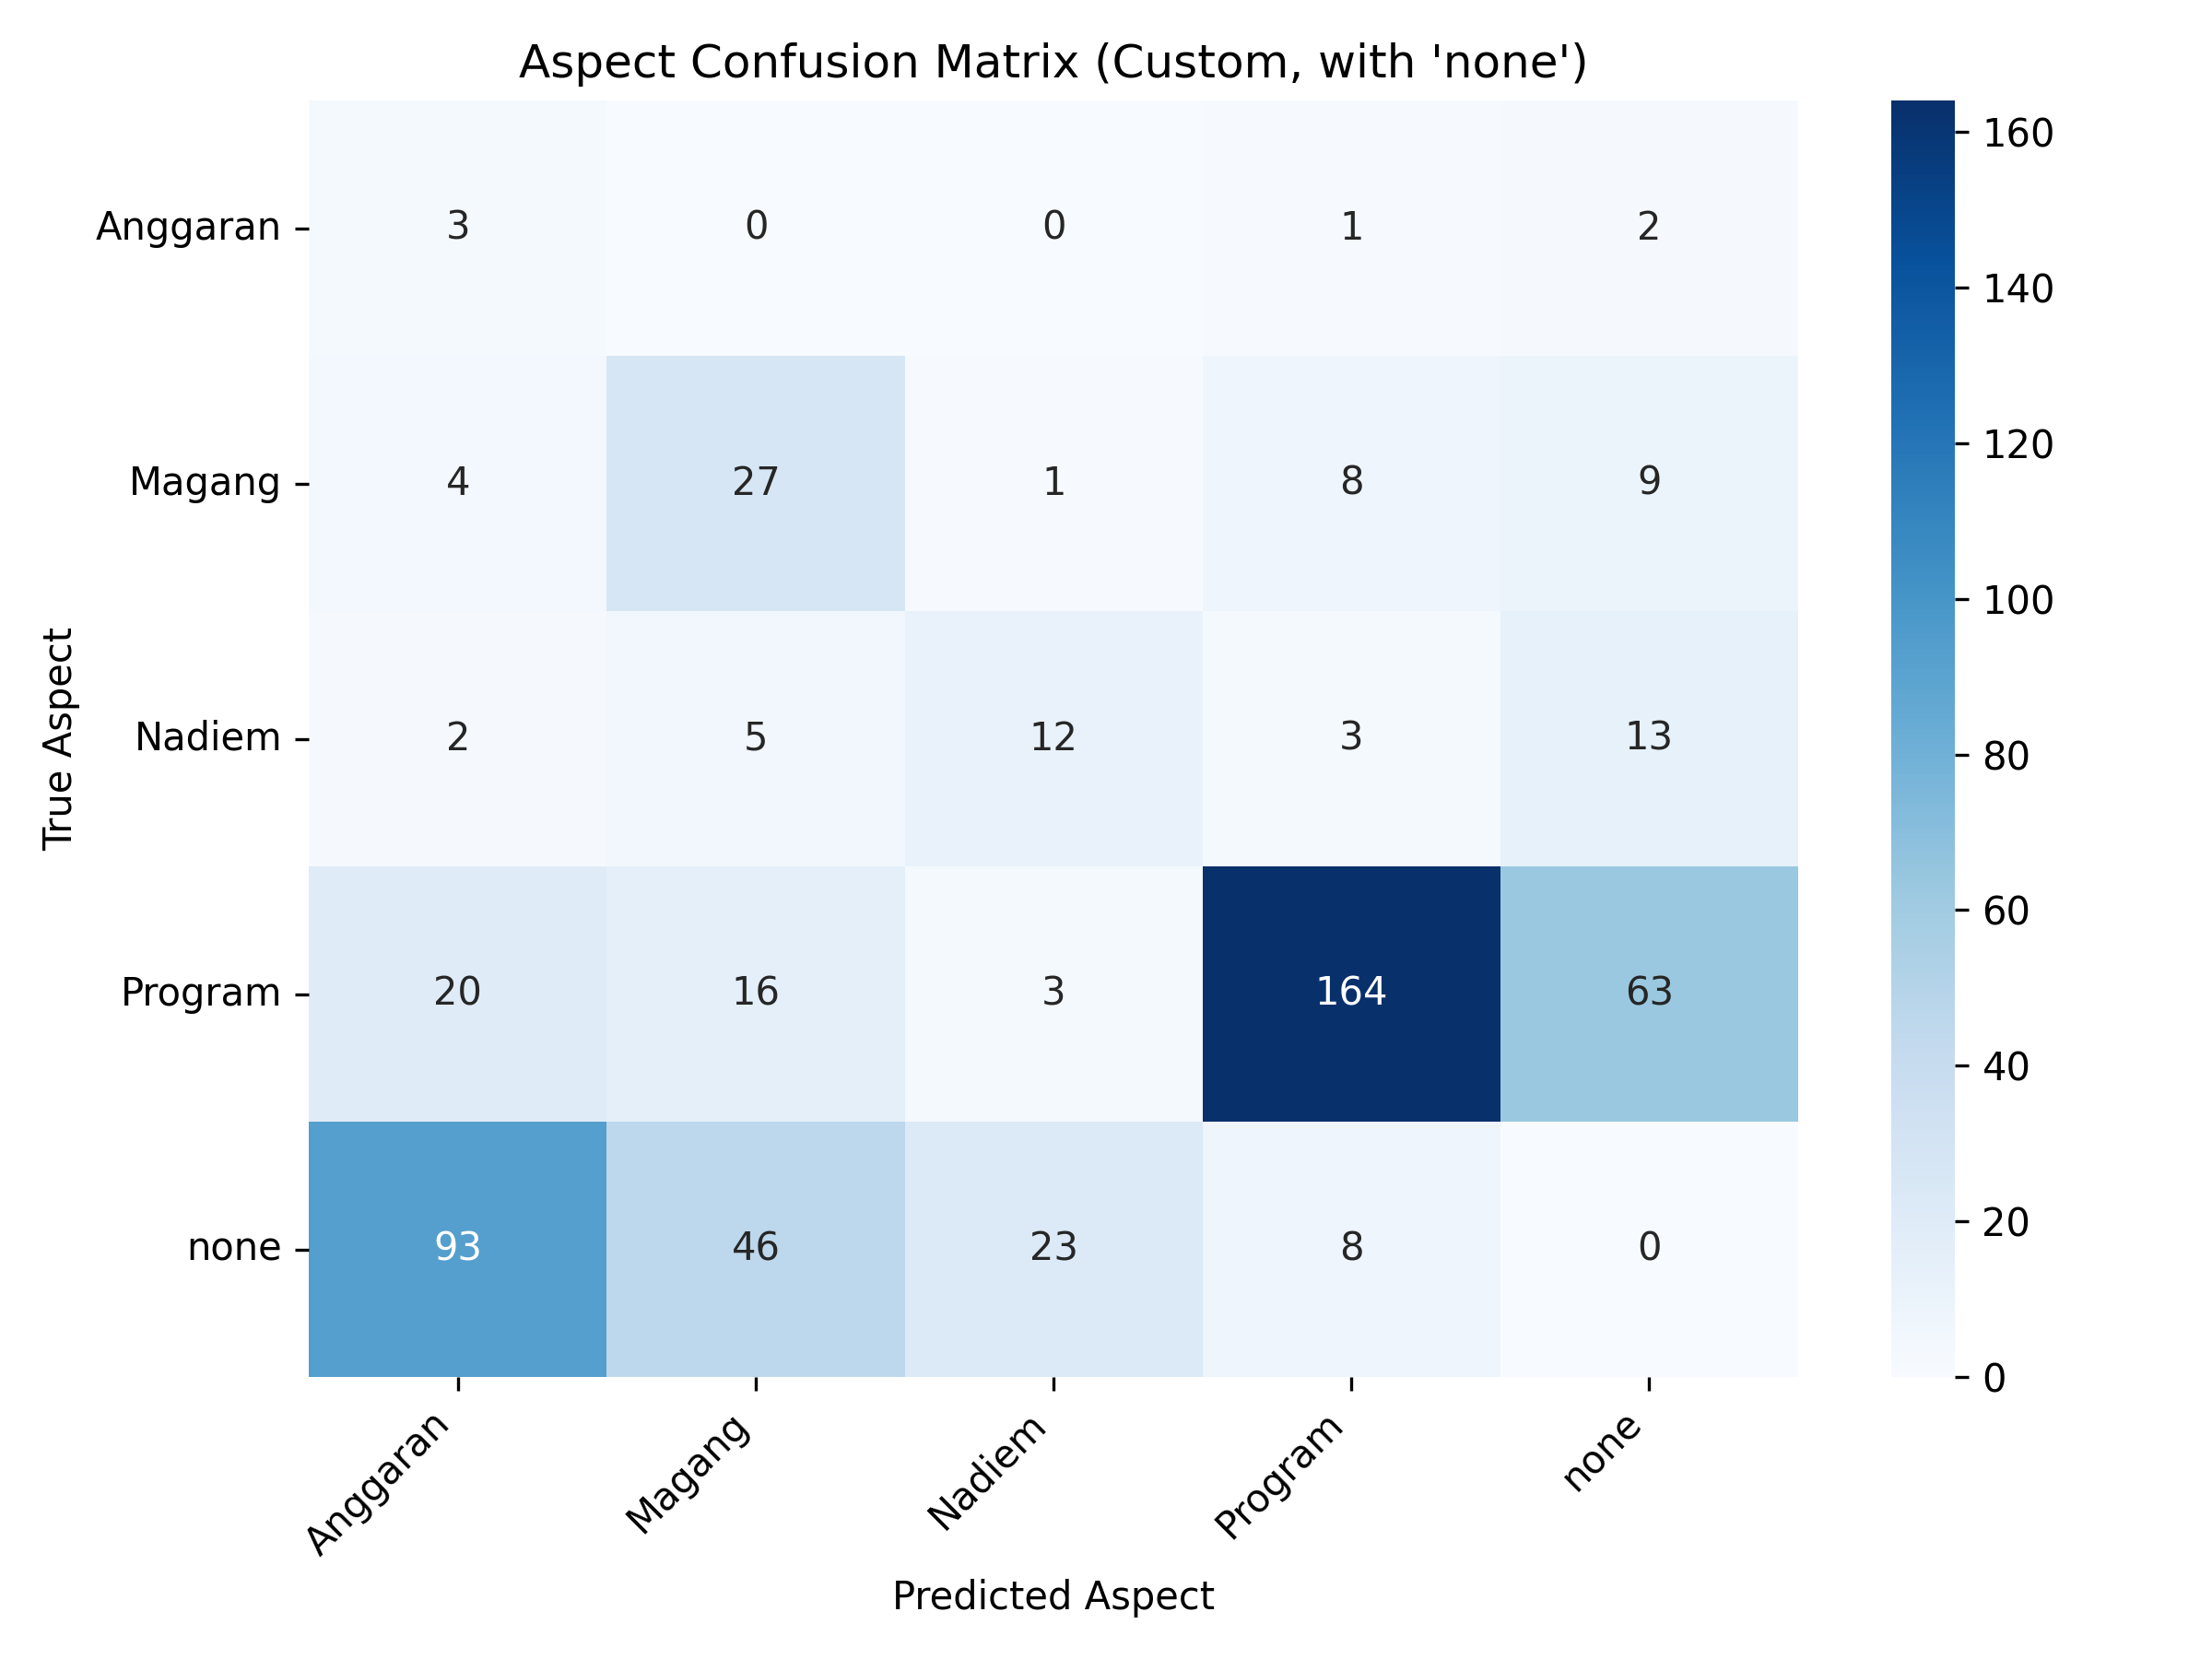 Aspect Confusion Matrix (Custom, with 'none')
Anggaran 3 0 0 1 2
Magang 4 27 1 8 9
Nadiem 2 5 12 3 13
Program 20 16 3 164 63
none 93 46 23 8 0
True Aspect
Anggaran Magang Nadiem Program none
Predicted Aspect
160
140
120
100
80
60
40
20
0